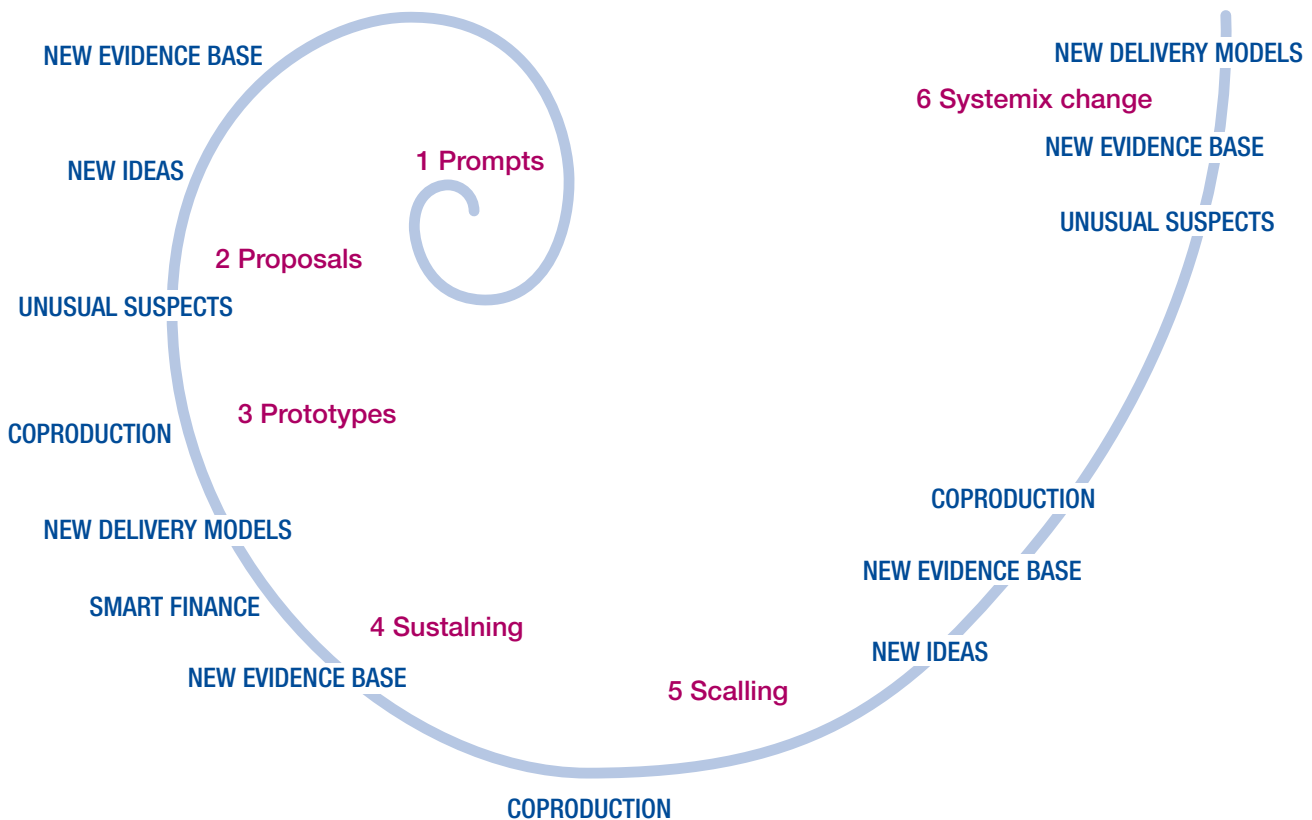 NEW EVIDENCE BASE
NEW IDEAS
1 Prompts
2 Proposals
UNUSUAL SUSPECTS
3 Prototypes
COPRODUCTION
NEW DELIVERY MODELS
SMART FINANCE
4 Sustalning
NEW EVIDENCE BASE
5 Scalling
COPRODUCTION
NEW IDEAS
NEW EVIDENCE BASE
COPRODUCTION
UNUSUAL SUSPECTS
NEW EVIDENCE BASE
6 Systemix change
NEW DELIVERY MODELS